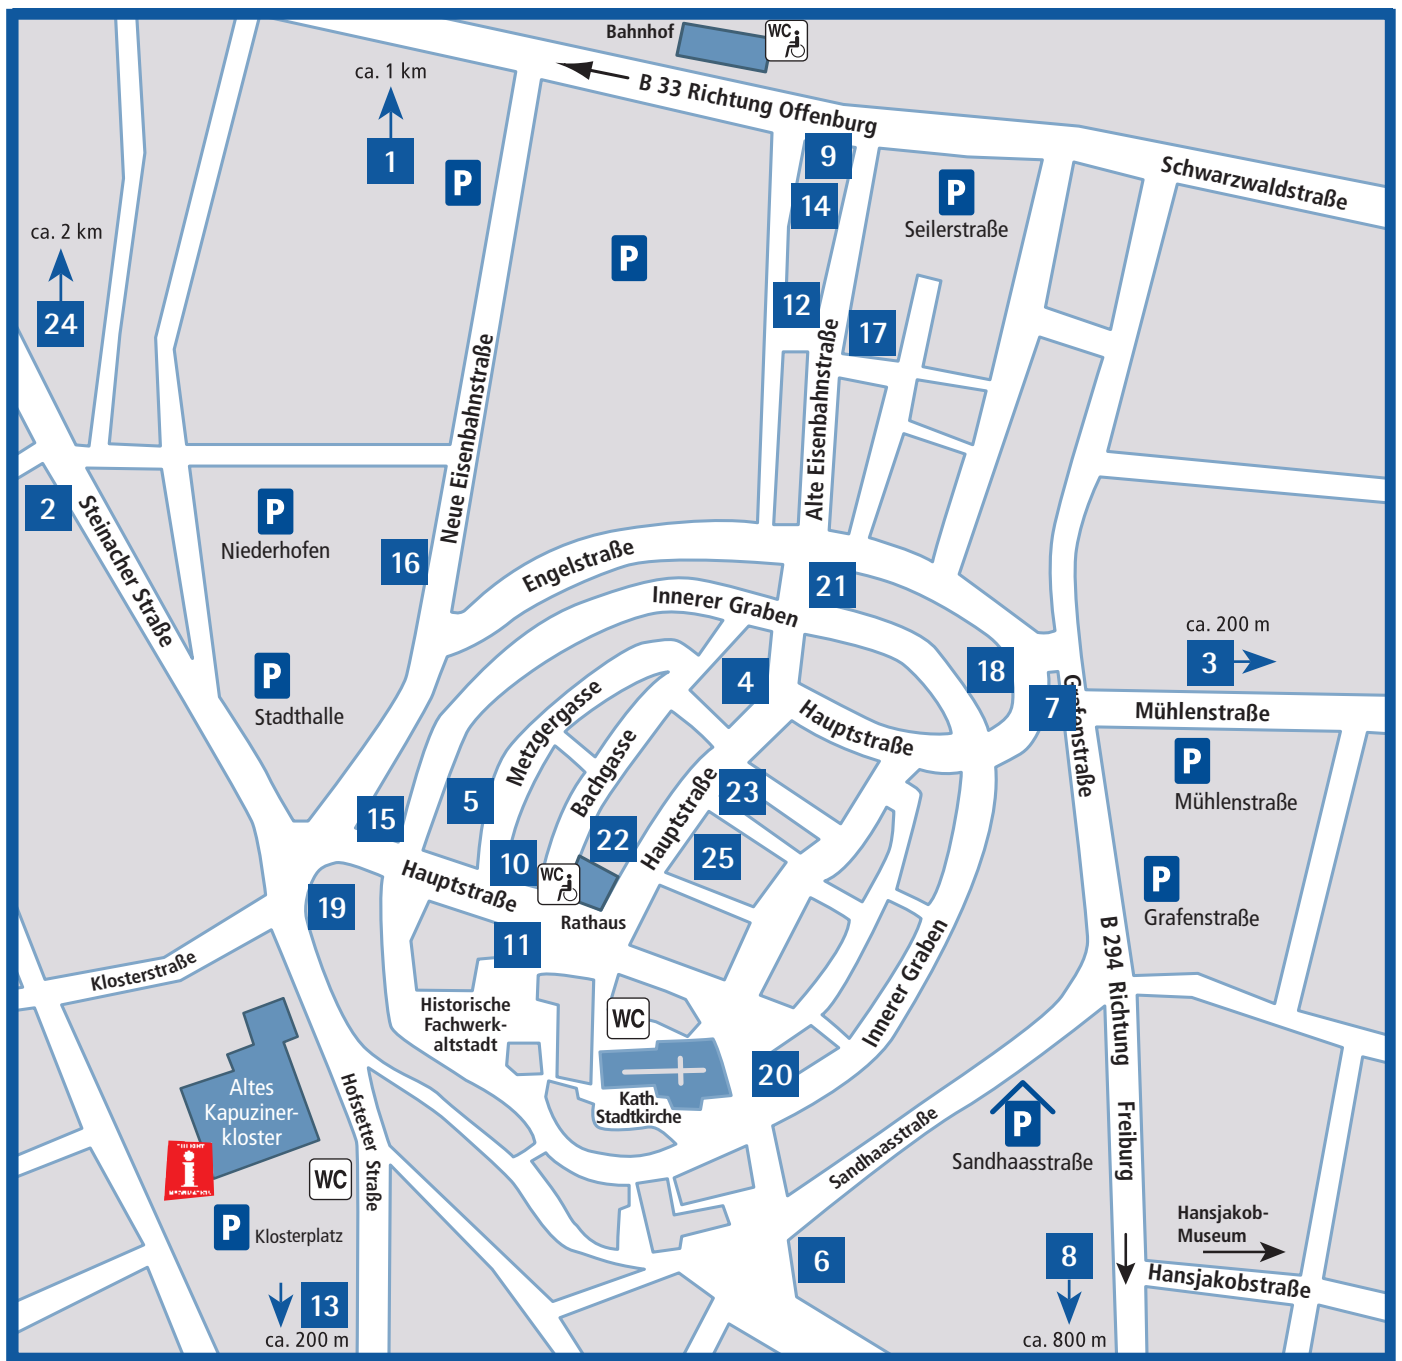 Bahnhof
WC
B 33 Richtung Offenburg
ca. 1 km
1
P
9
14
P
Seilerstraße
Schwarzwaldstraße
ca. 2 km
24
P
12
17
Neue Eisenbahnstraße
Alte Eisenbahnstraße
2
Steinacher Straße
P
Niederhofen
16
Engelstraße
21
Innerer Graben
ca. 200 m
3
P
Stadthalle
4
18
7
Grafenstraße
Mühlenstraße
Metzgergasse
Bachgasse
Hauptstraße
P
Mühlenstraße
5
15
23
Hauptstraße
22
25
10
WC
Hauptstraße
Rathaus
P
Grafenstraße
19
11
B 294 Richtung Freiburg
Innerer Graben
Klosterstraße
Historische
Fachwerk-
altstadt
WC
20
Kath.
Stadtkirche
Altes
Kapuziner-
kloster
Hofstetter Straße
i
WC
P
Sandhaasstraße
Sandhaasstraße
P
Klosterplatz
Hansjakob-
Museum
6
8
Hansjakobstraße
13
ca. 200 m
ca. 800 m